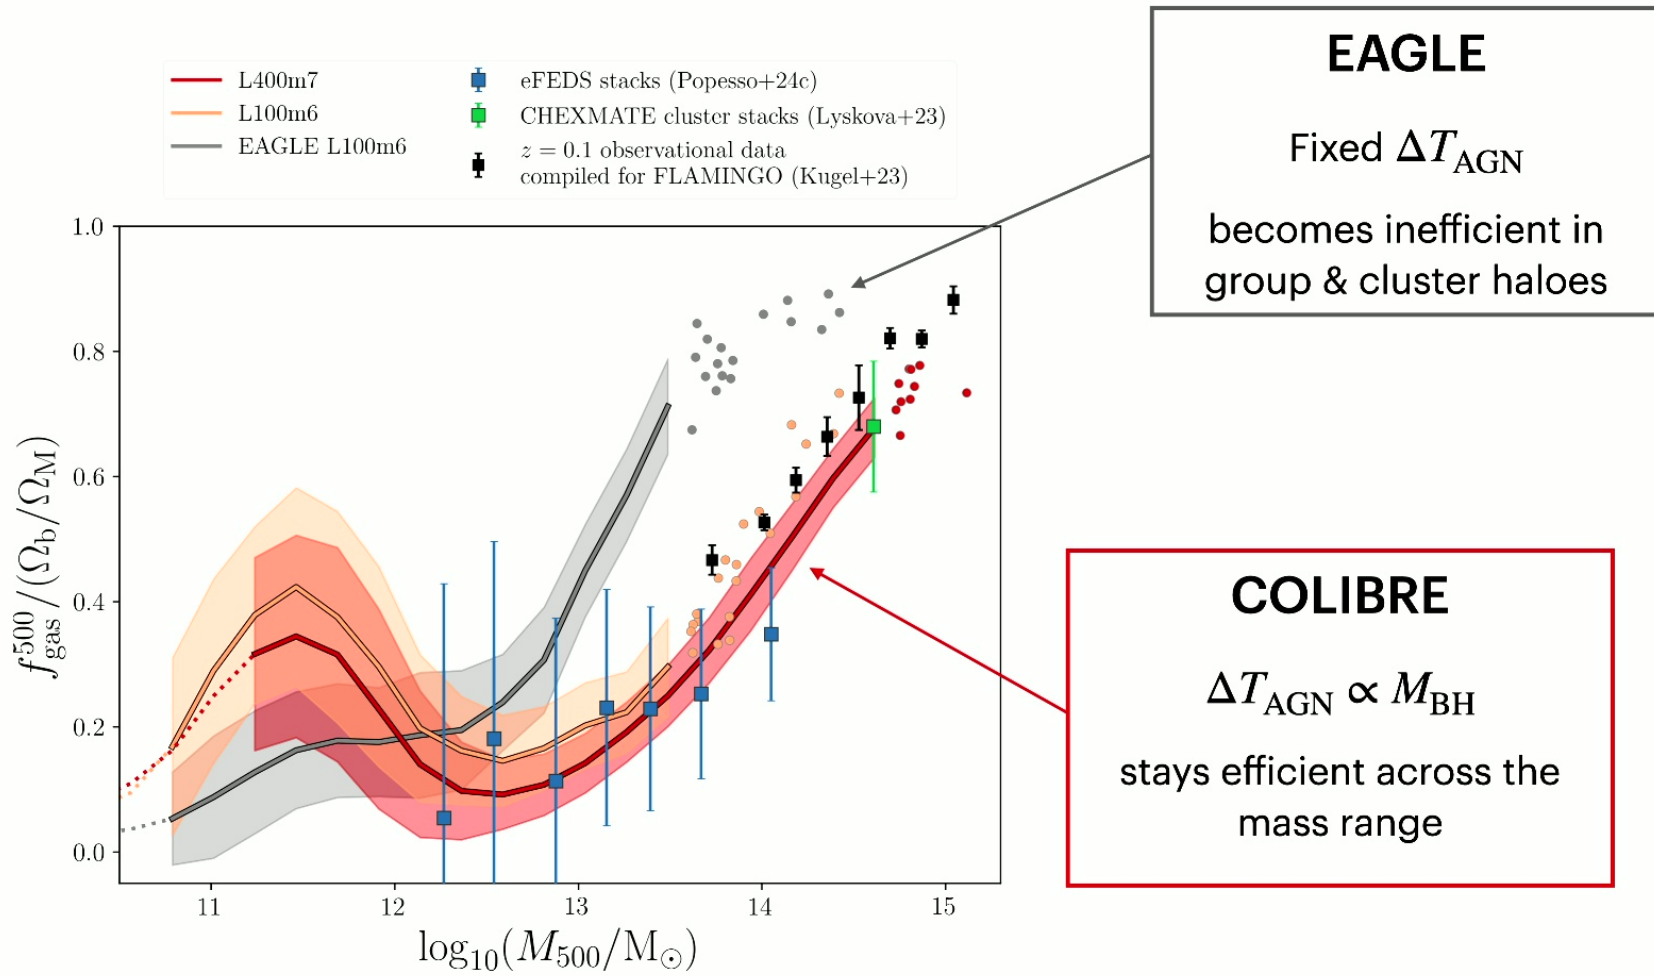 L400m7
L100m6
EAGLE L100m6
eFEDS stacks (Popesso+24c)
CHEXMATE cluster stacks (Lyskova+23)
z = 0.1 observational data
compiled for FLAMINGO (Kugel+23)
EAGLE
Fixed ΔT_AGN
becomes inefficient in
group & cluster haloes
1.0
0.8
0.6
0.4
0.2
0.0
f_gas^500/(Ω_b/Ω_M)
11 12 13 14 15
log₁₀(M₅₀₀/M_⊙)
COLIBRE
ΔT_AGN ∝ M_BH
stays efficient across the
mass range